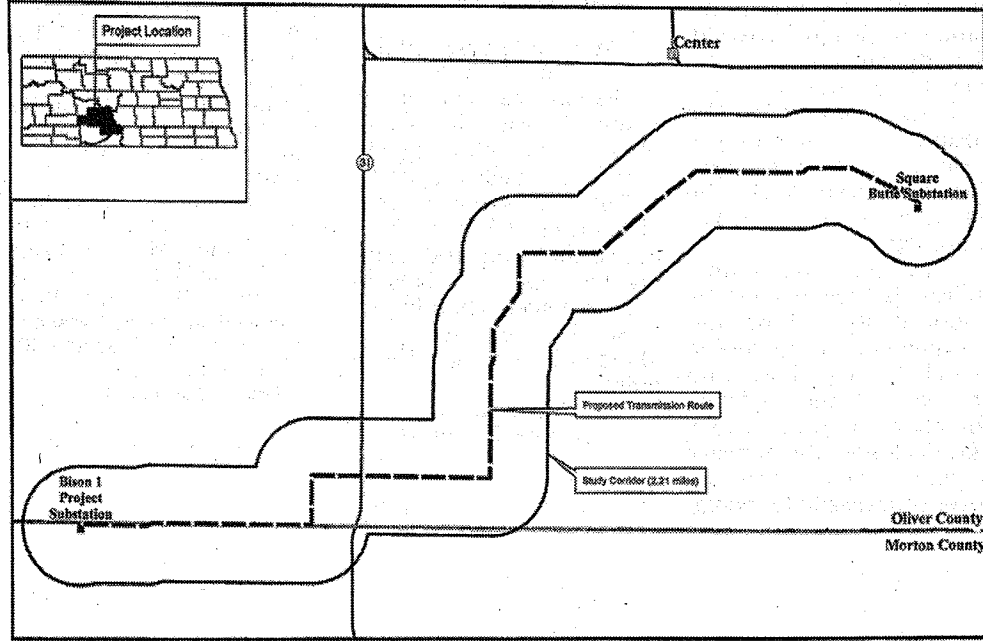 Project Location
Center
31
Square
Butte Substation
Proposed Transmission Route
Study Corridor (2.21 miles)
Bison 1
Project
Substation
Oliver County
Morton County